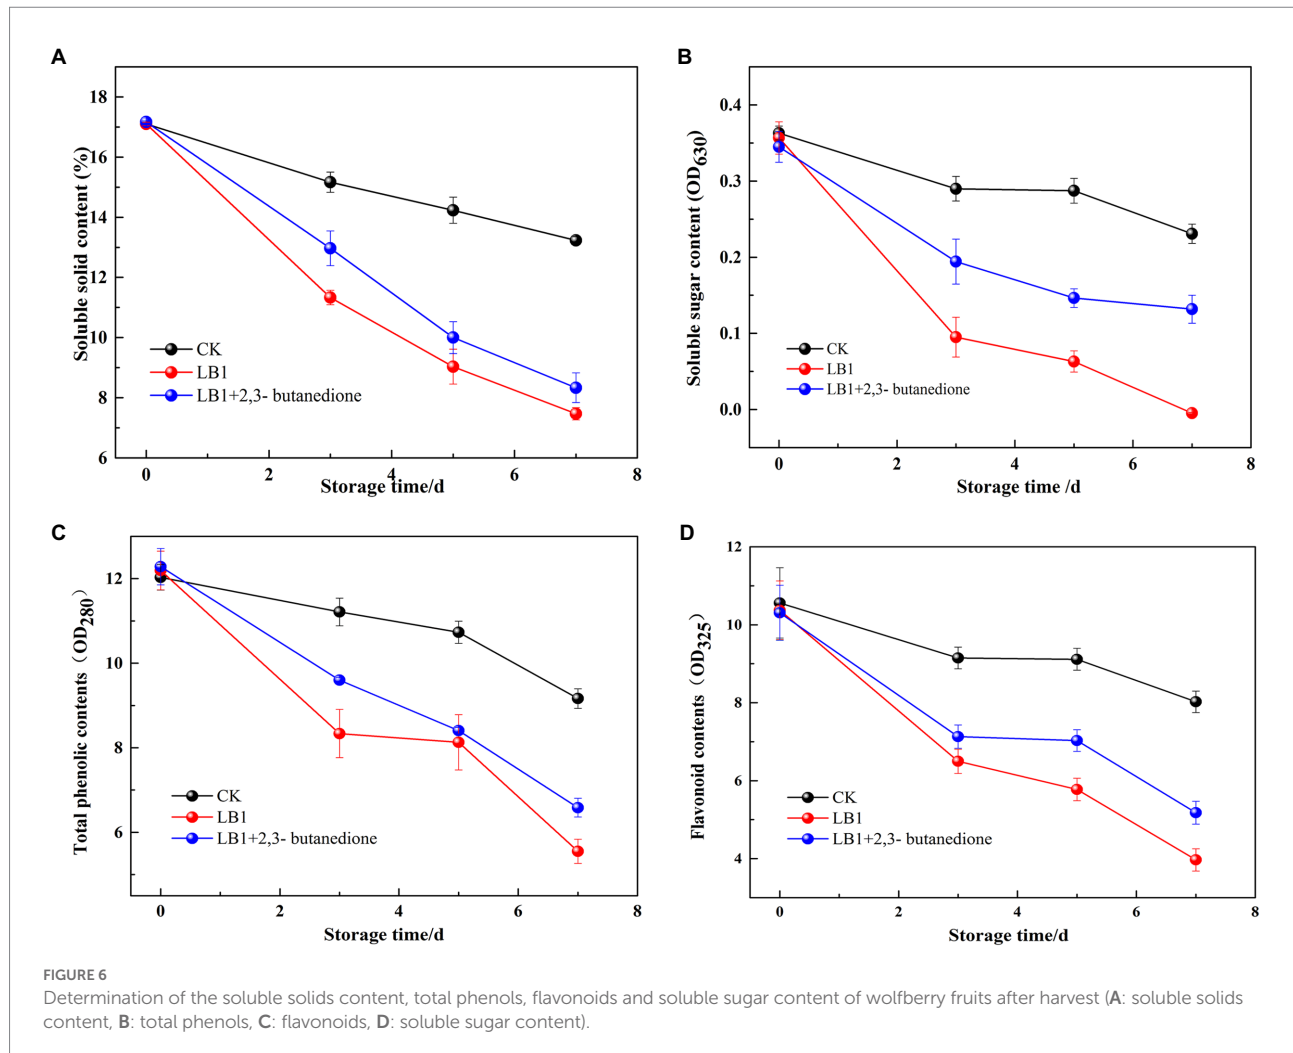 A
18
16
14
12
10
8
6
Soluble solid content (%)
CK
LB1
LB1+2,3- butanedione
0
2
4
6
8
Storage time/d
B
0.4
0.3
0.2
0.1
0.0
Soluble sugar content (OD630)
CK
LB1
LB1+2,3- butanedione
0
2
4
6
8
Storage time /d
C
12
10
8
6
Total phenolic contents（OD280）
CK
LB1
LB1+2,3- butanedione
0
2
4
6
8
Storage time/d
D
12
10
8
6
4
Flavonoid contents（OD325）
CK
LB1
LB1+2,3- butanedione
0
2
4
6
8
Storage time/d
FIGURE 6
Determination of the soluble solids content, total phenols, flavonoids and soluble sugar content of wolfberry fruits after harvest (A: soluble solids
content, B: total phenols, C: flavonoids, D: soluble sugar content).